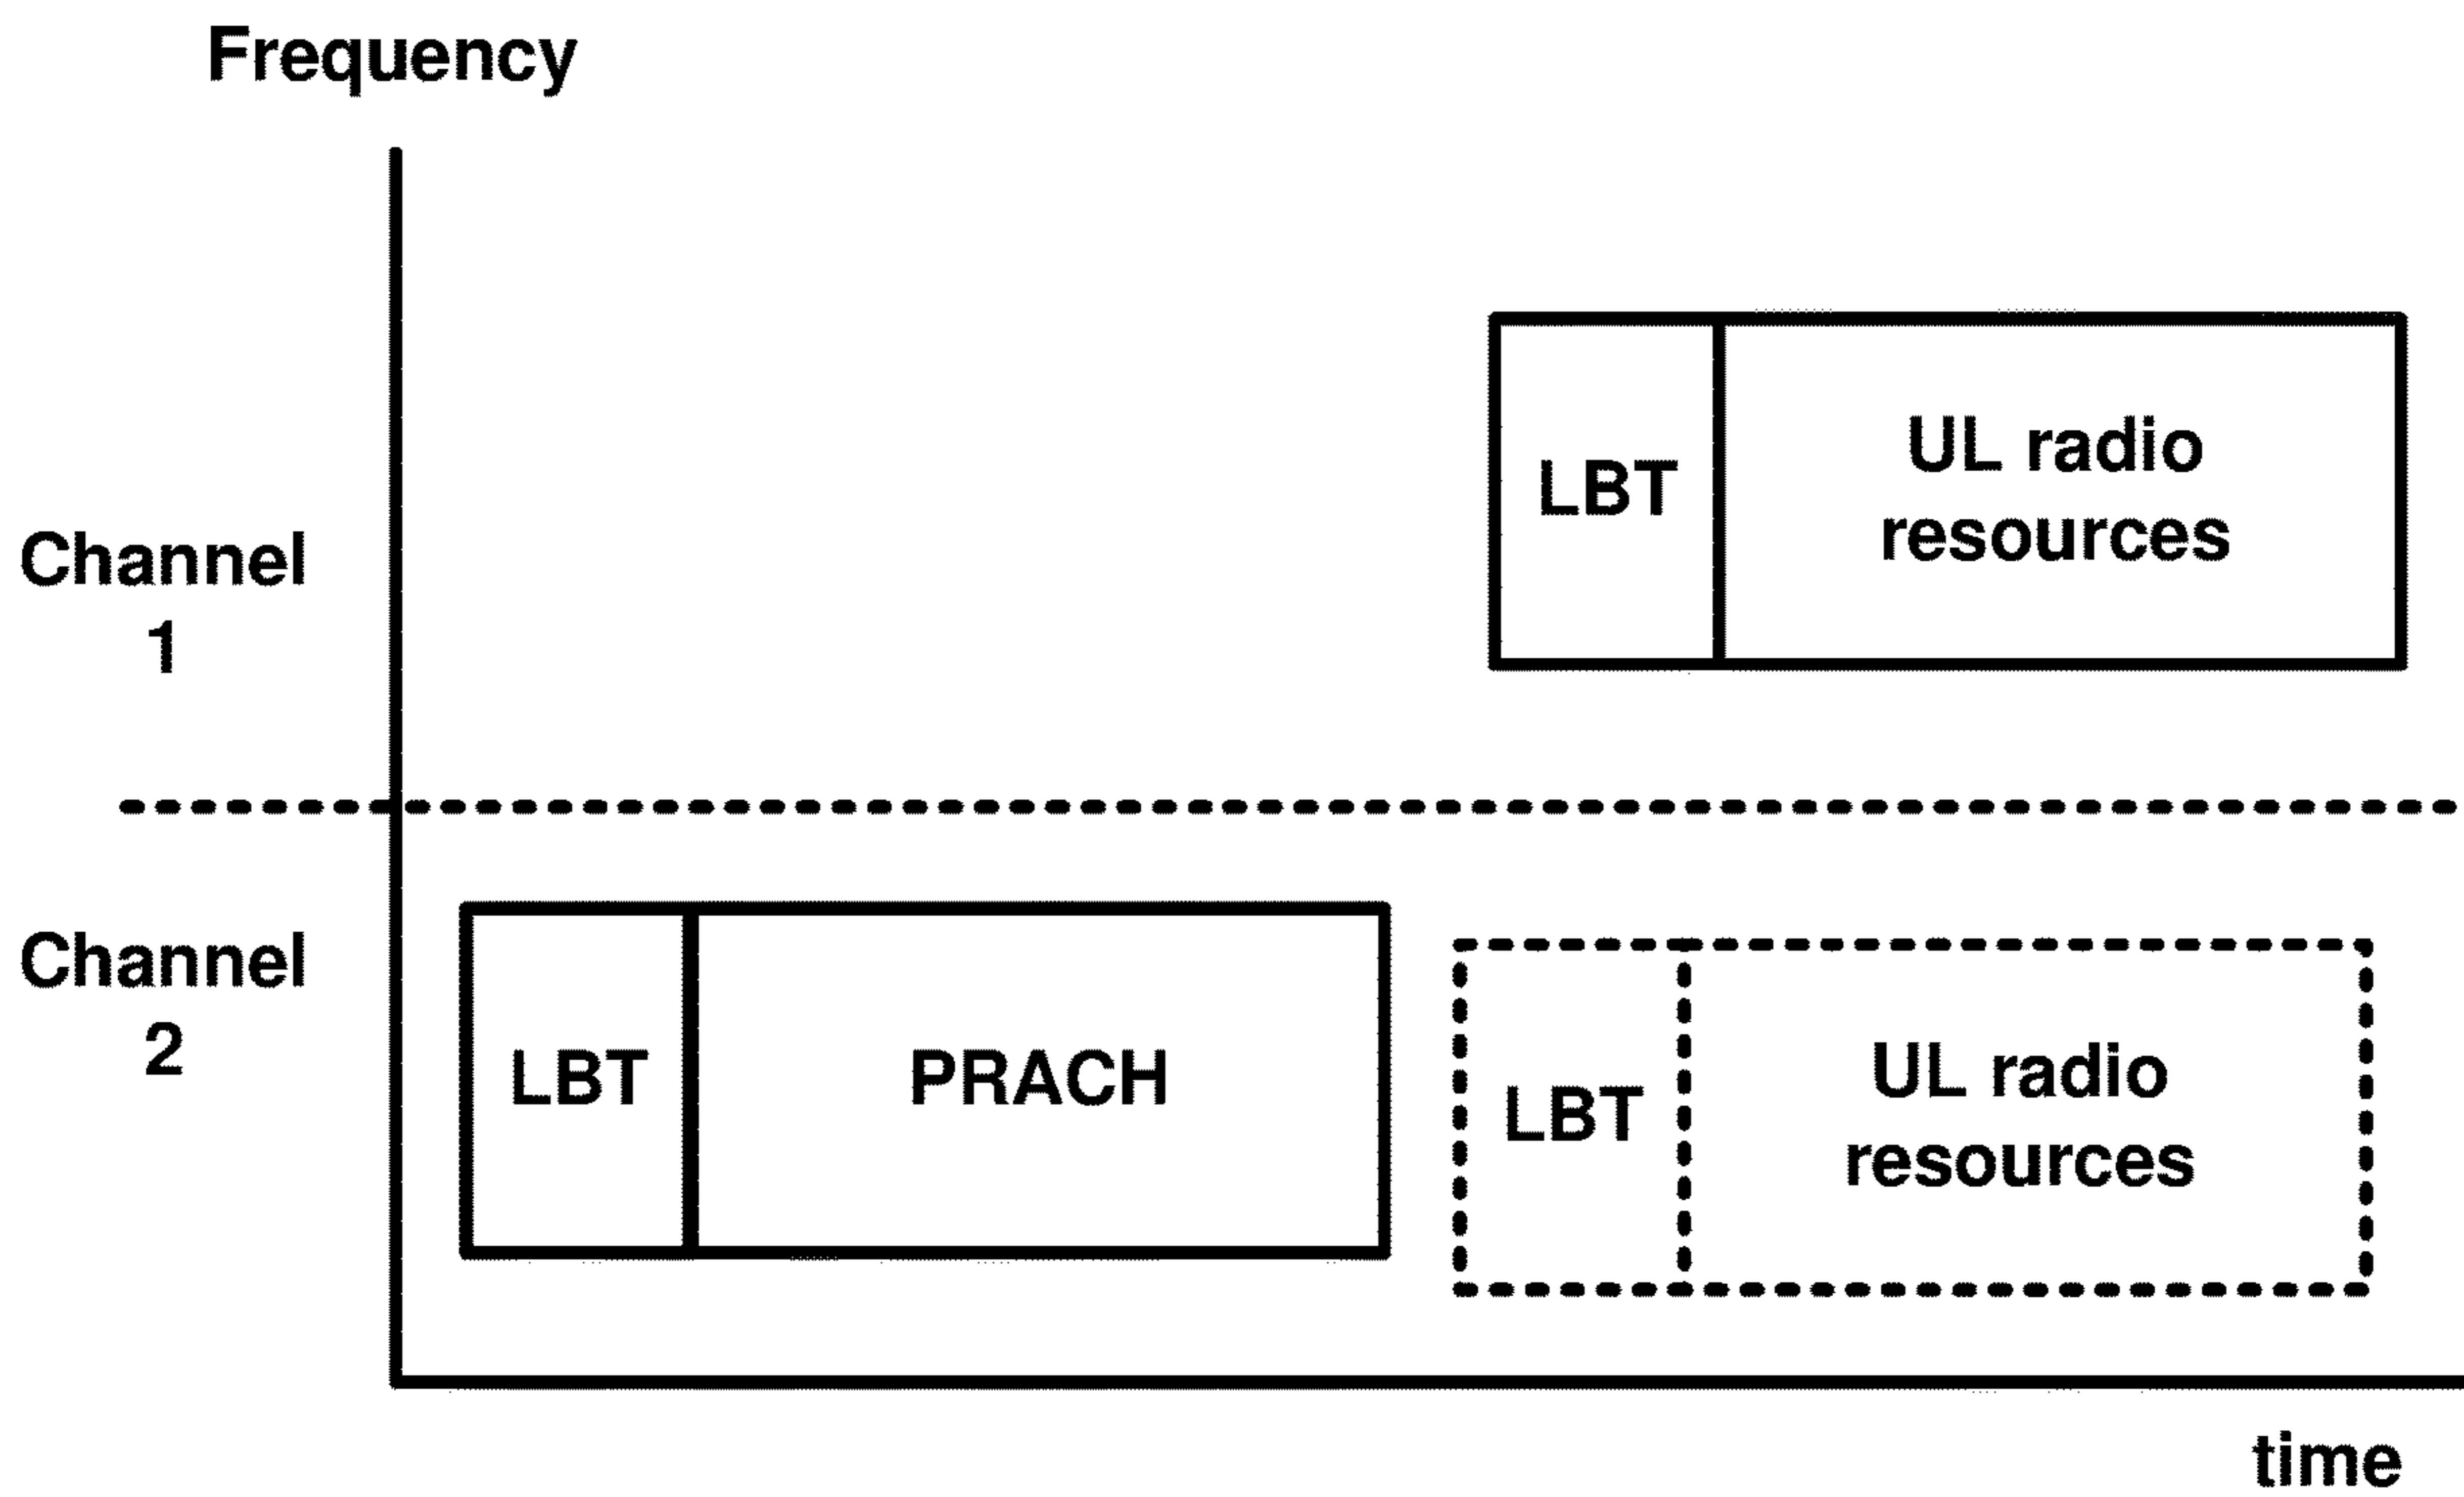 Frequency
LBT
UL radio
resources
Channel
1
Channel
2
LBT
PRACH
LBT
UL radio
resources
time